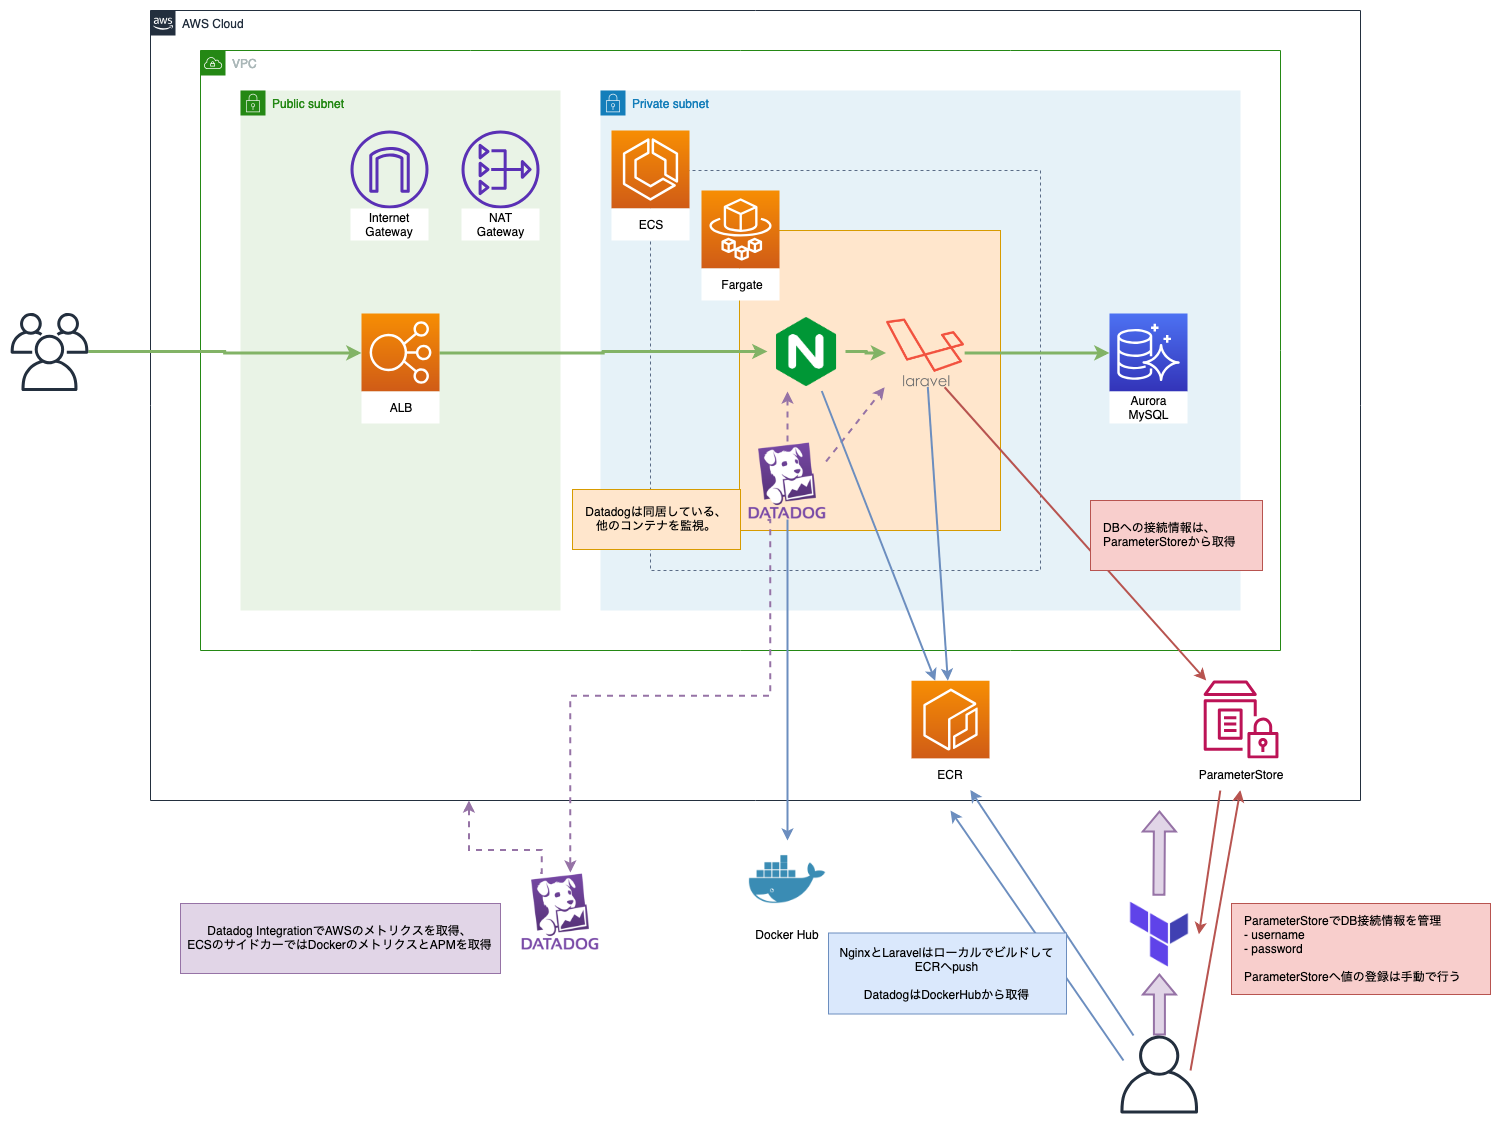 aws
AWS Cloud
VPC
Public subnet
Private subnet
Internet
Gateway
NAT
Gateway
ECS
Fargate
N
laravel
ALB
Aurora
MySQL
DATADOG
Datadogは同居している、
他のコンテナを監視。
DBへの接続情報は、
ParameterStoreから取得
ECR
ParameterStore
DATADOG
Docker Hub
Datadog IntegrationでAWSのメトリクスを取得、
ECSのサイドカーではDockerのメトリクスとAPMを取得
NginxとLaravelはローカルでビルドして
ECRへpush
DatadogはDockerHubから取得
ParameterStoreでDB接続情報を管理
- username
- password
ParameterStoreへ値の登録は手動で行う